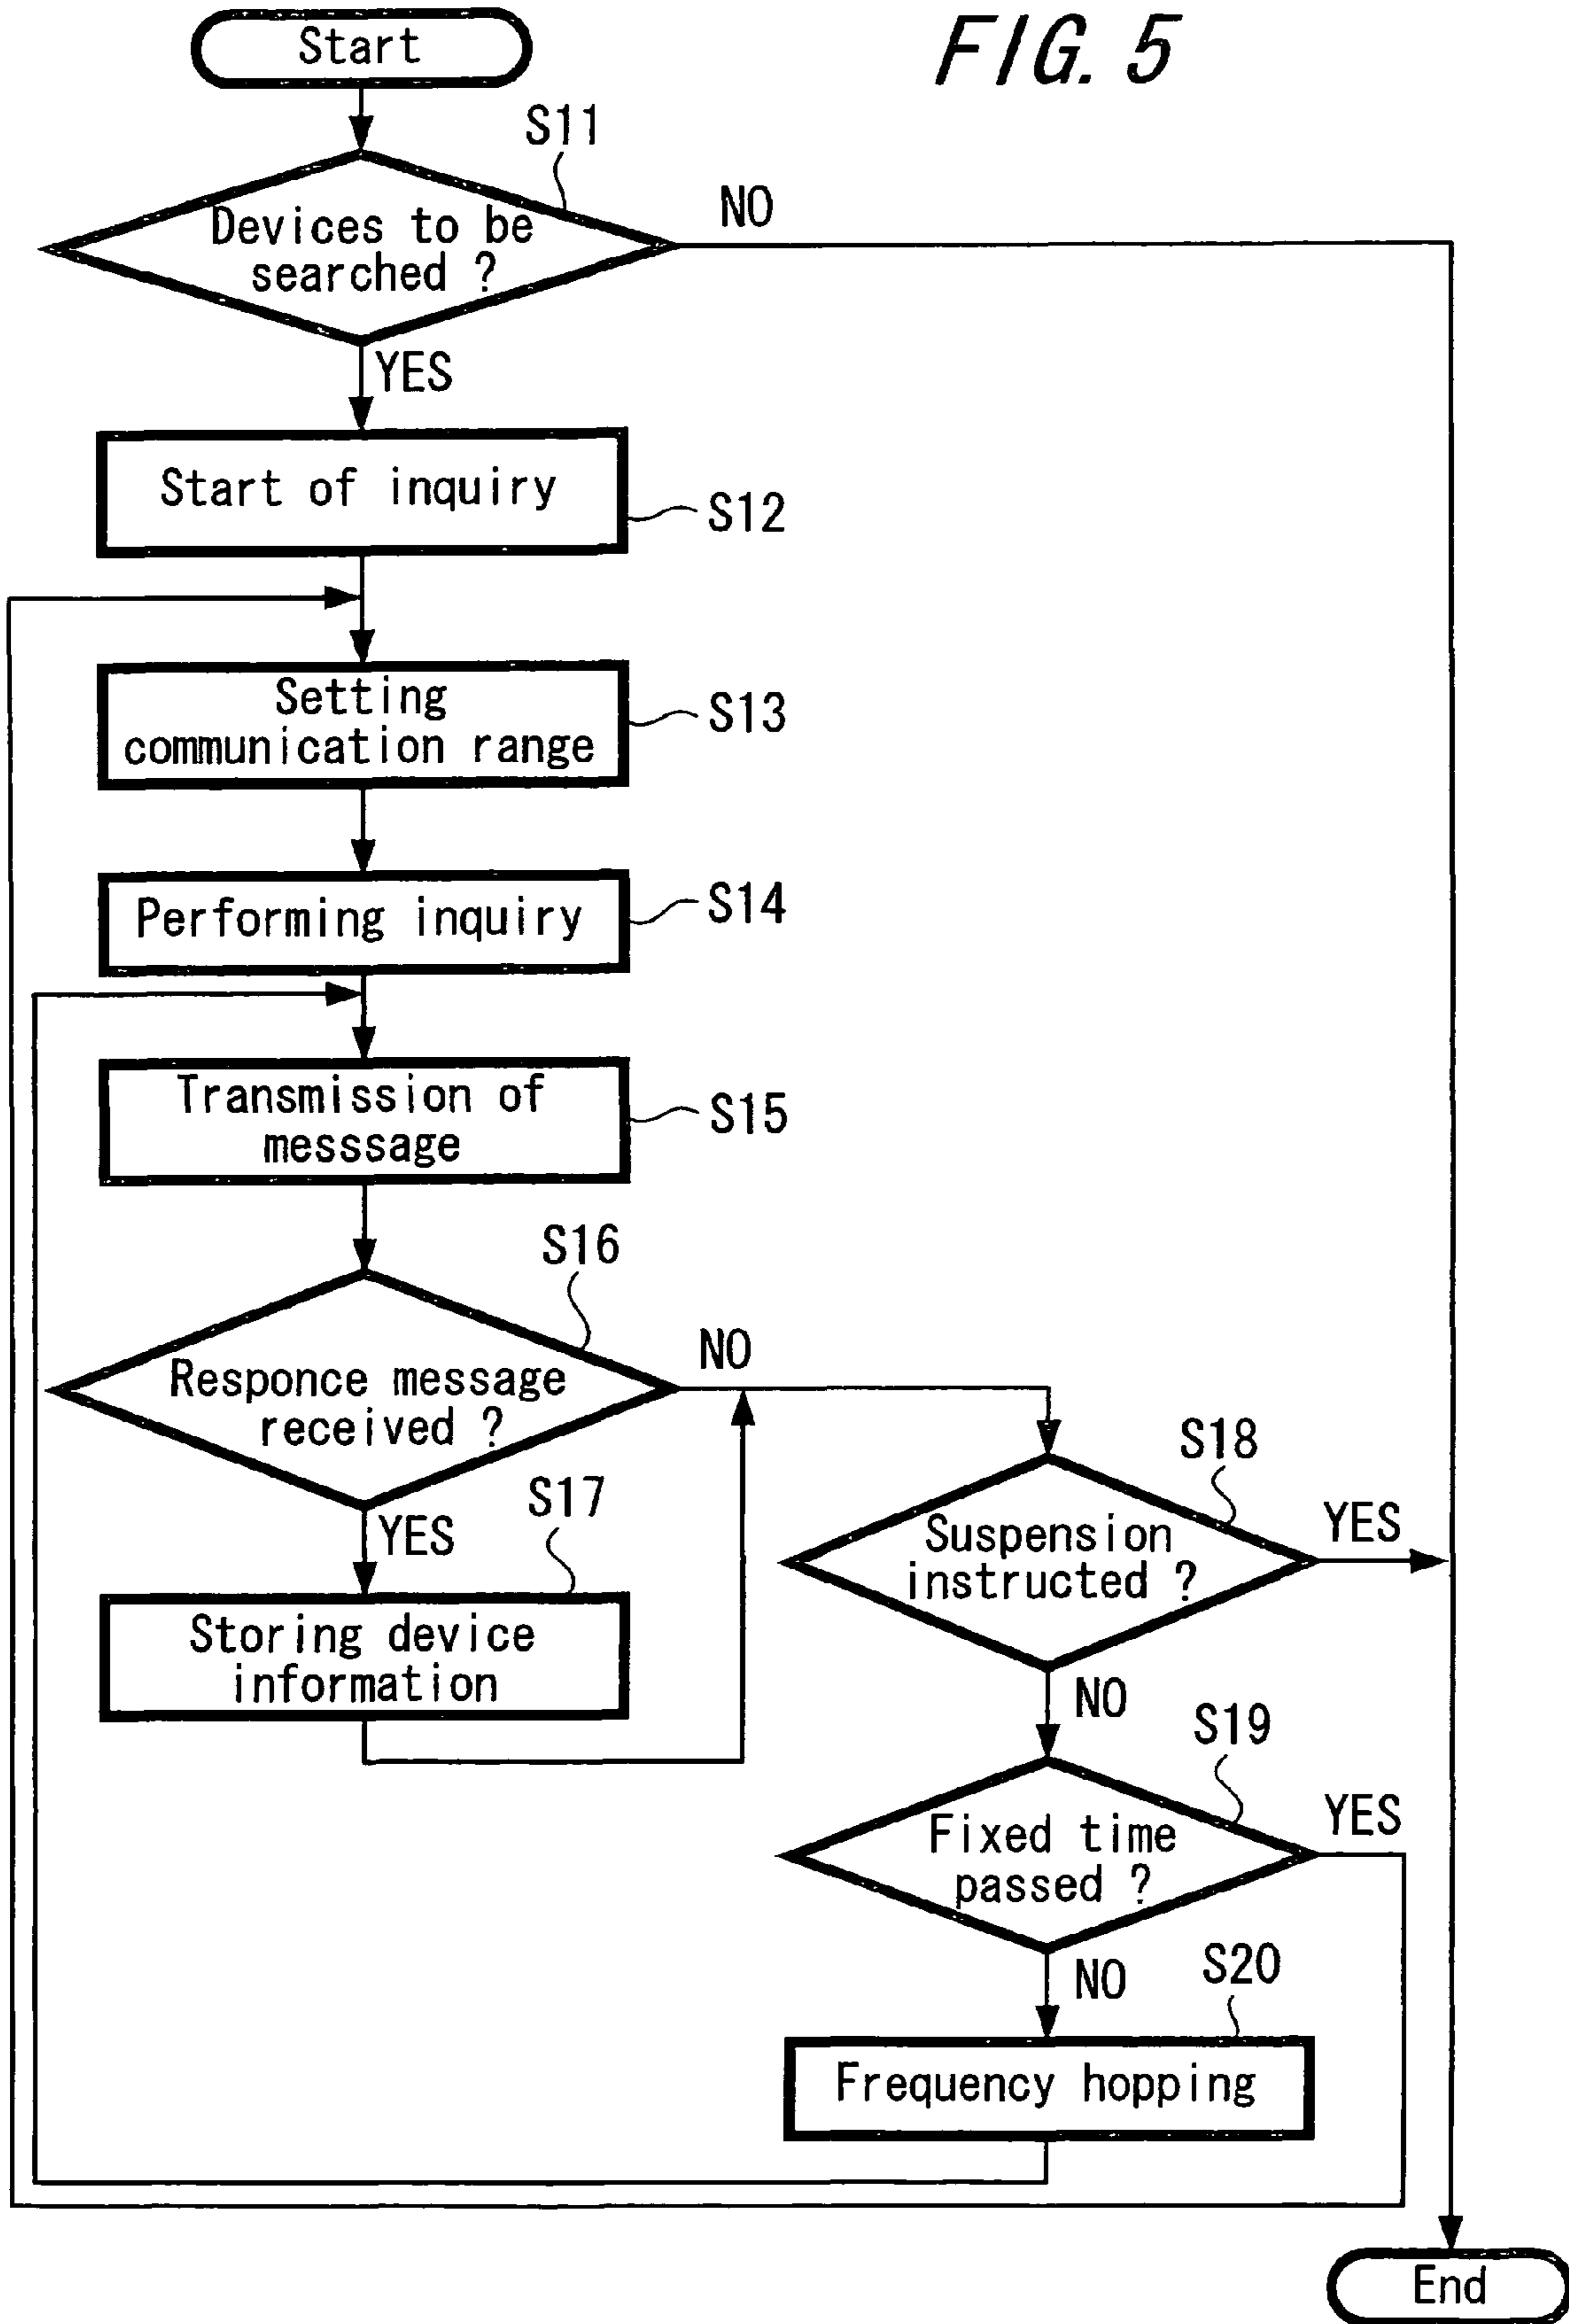 FIG. 5
Start
S11
Devices to be
searched ?
NO
YES
Start of inquiry
S12
Setting
communication range
S13
Performing inquiry
S14
Transmission of
messsage
S15
S16
Responce message
received ?
NO
YES
S17
Storing device
information
S18
Suspension
instructed ?
YES
NO
S19
Fixed time
passed ?
YES
NO
S20
Frequency hopping
End